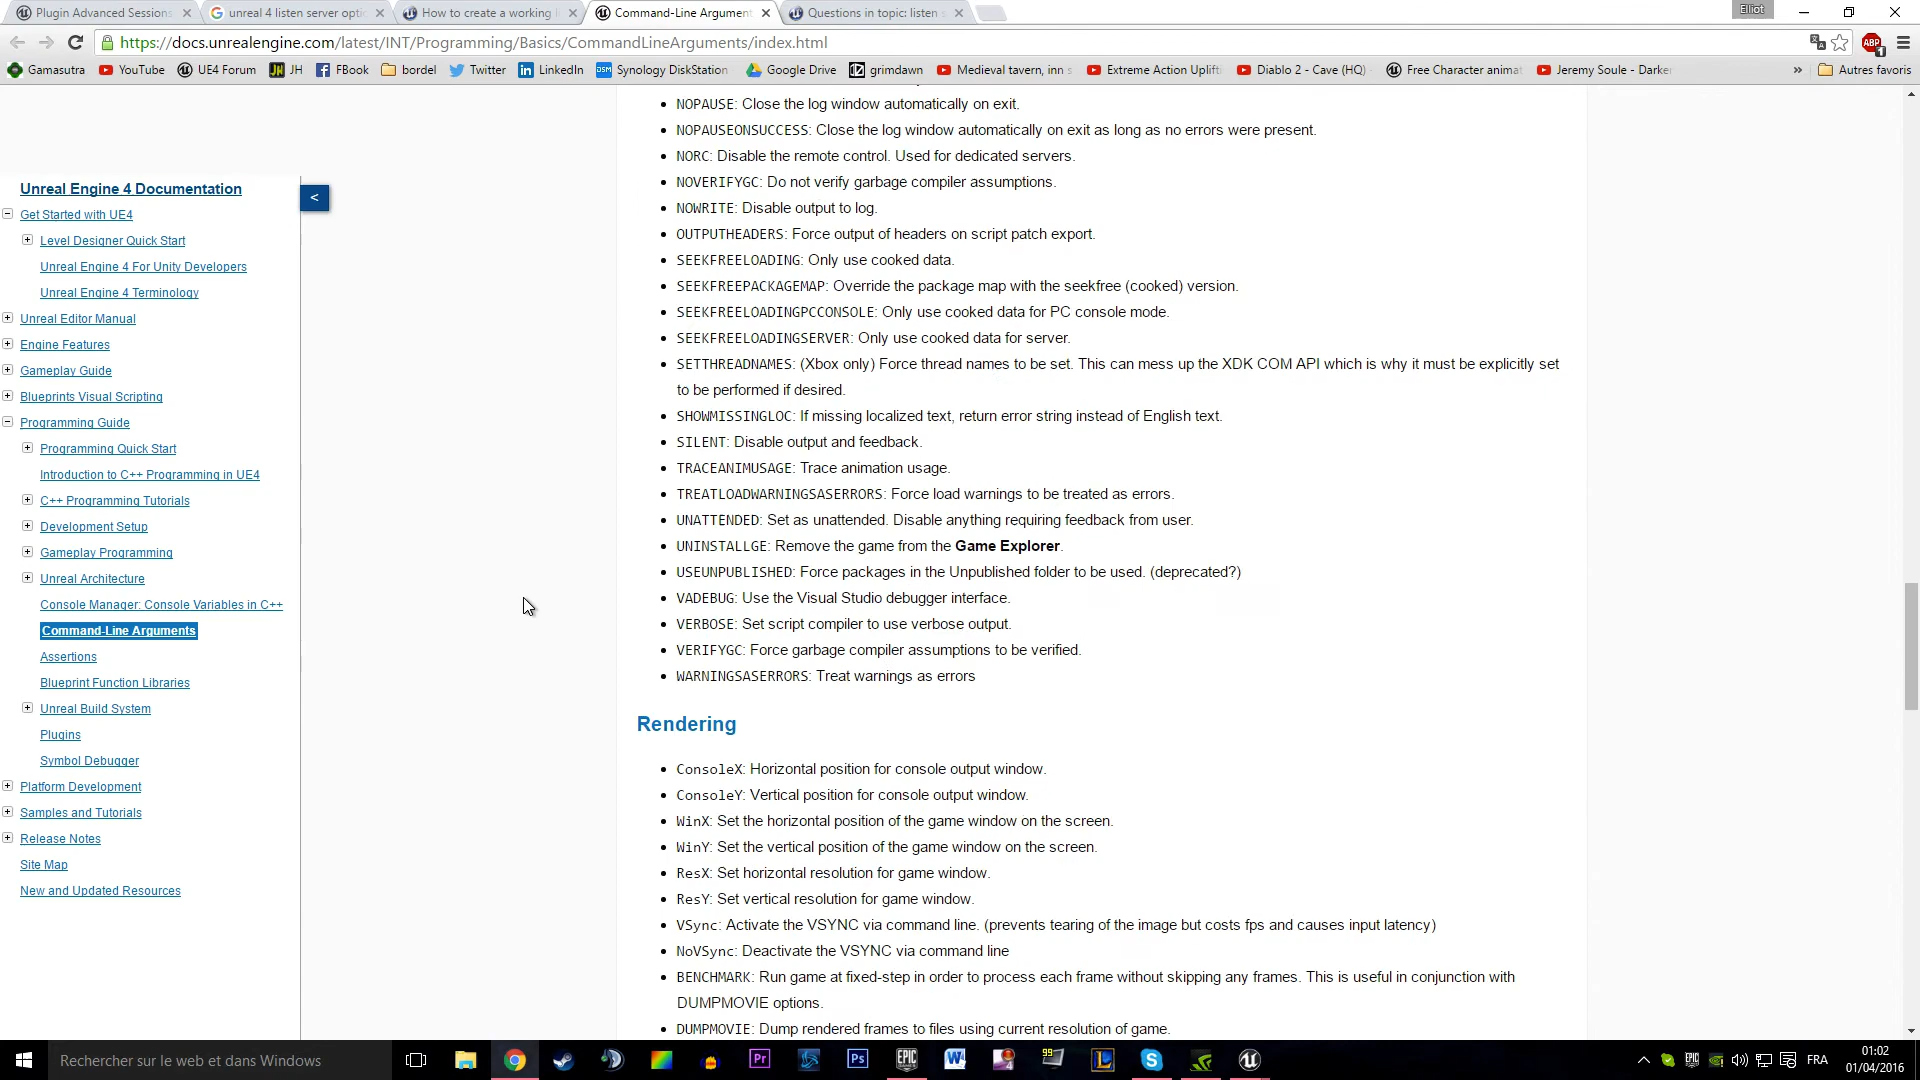 Plugin Advanced Sessions
unreal 4 listen server opti
How to create a working
Command-Line Argument
Questions in topic: listen
Elliot
https://docs.unrealengine.com/latest/INT/Programming/Basics/CommandLineArguments/index.html
ABP
1
Gamasutra
YouTube
UE4 Forum
JH
FBook
bordel
Twitter
LinkedIn
Synology DiskStation
Google Drive
grimdawn
Medieval tavern, inn s
Extreme Action Uplift
Diablo 2 - Cave (HQ)
Free Character animat
Jeremy Soule - Darker
»
Autres favoris
Unreal Engine 4 Documentation
<
Get Started with UE4
Level Designer Quick Start
Unreal Engine 4 For Unity Developers
Unreal Engine 4 Terminology
Unreal Editor Manual
Engine Features
Gameplay Guide
Blueprints Visual Scripting
Programming Guide
Programming Quick Start
Introduction to C++ Programming in UE4
C++ Programming Tutorials
Development Setup
Gameplay Programming
Unreal Architecture
Console Manager: Console Variables in C++
Command-Line Arguments
Assertions
Blueprint Function Libraries
Unreal Build System
Plugins
Symbol Debugger
Platform Development
Samples and Tutorials
Release Notes
Site Map
New and Updated Resources
NOPAUSE: Close the log window automatically on exit.
NOPAUSEONSUCCESS: Close the log window automatically on exit as long as no errors were present.
NORC: Disable the remote control. Used for dedicated servers.
NOVERIFYGC: Do not verify garbage compiler assumptions.
NOWRITE: Disable output to log.
OUTPUTHEADERS: Force output of headers on script patch export.
SEEKFREELOADING: Only use cooked data.
SEEKFREEPACKAGEMAP: Override the package map with the seekfree (cooked) version.
SEEKFREELOADINGPCCONSOLE: Only use cooked data for PC console mode.
SEEKFREELOADINGSERVER: Only use cooked data for server.
SETTHREADNAMES: (Xbox only) Force thread names to be set. This can mess up the XDK COM API which is why it must be explicitly set
to be performed if desired.
SHOWMISSINGLOC: If missing localized text, return error string instead of English text.
SILENT: Disable output and feedback.
TRACEANIMUSAGE: Trace animation usage.
TREATLOADWARNINGSASERRORS: Force load warnings to be treated as errors.
UNATTENDED: Set as unattended. Disable anything requiring feedback from user.
UNINSTALLGE: Remove the game from the Game Explorer.
USEUNPUBLISHED: Force packages in the Unpublished folder to be used. (deprecated?)
VADEBUG: Use the Visual Studio debugger interface.
VERBOSE: Set script compiler to use verbose output.
VERIFYGC: Force garbage compiler assumptions to be verified.
WARNINGSASERRORS: Treat warnings as errors
Rendering
ConsoleX: Horizontal position for console output window.
ConsoleY: Vertical position for console output window.
WinX: Set the horizontal position of the game window on the screen.
WinY: Set the vertical position of the game window on the screen.
ResX: Set horizontal resolution for game window.
ResY: Set vertical resolution for game window.
VSync: Activate the VSYNC via command line. (prevents tearing of the image but costs fps and causes input latency)
NoVSync: Deactivate the VSYNC via command line
BENCHMARK: Run game at fixed-step in order to process each frame without skipping any frames. This is useful in conjunction with
DUMPMOVIE options.
DUMPMOVIE: Dump rendered frames to files using current resolution of game.
Rechercher sur le web et dans Windows
Pr
Ps
EPIC
W
4
99
L
S
EPIC
FRA
01:02
01/04/2016